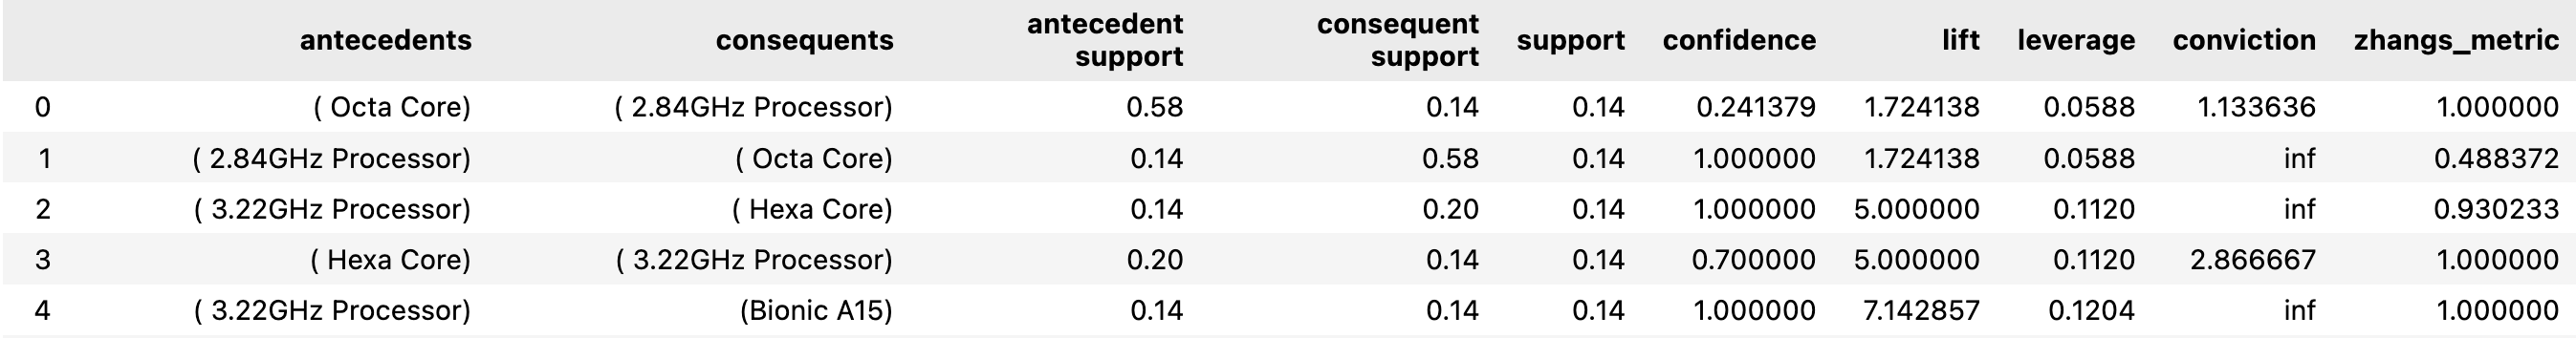 antecedents consequents antecedent support consequent support support confidence lift leverage conviction zhangs_metric
0 ( Octa Core) ( 2.84GHz Processor) 0.58 0.14 0.14 0.241379 1.724138 0.0588 1.133636 1.000000
1 ( 2.84GHz Processor) ( Octa Core) 0.14 0.58 0.14 1.000000 1.724138 0.0588 inf 0.488372
2 ( 3.22GHz Processor) ( Hexa Core) 0.14 0.20 0.14 1.000000 5.000000 0.1120 inf 0.930233
3 ( Hexa Core) ( 3.22GHz Processor) 0.20 0.14 0.14 0.700000 5.000000 0.1120 2.866667 1.000000
4 ( 3.22GHz Processor) (Bionic A15) 0.14 0.14 0.14 1.000000 7.142857 0.1204 inf 1.000000